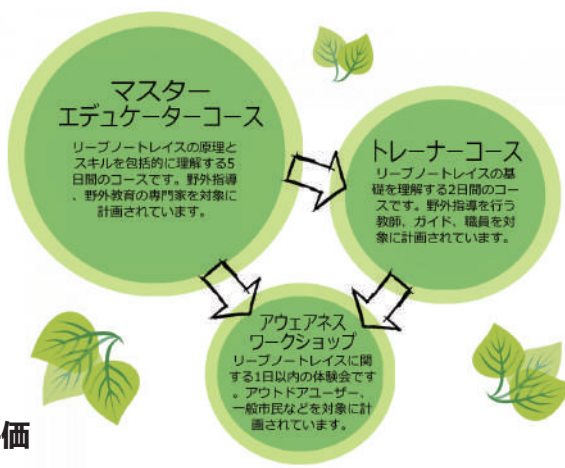 マスター
エデュケーターコース
リーブノートレイスの原理と
スキルを包括的に理解する5
日間のコースです。野外指導
、野外教育の専門家を対象に
計画されています。
トレーナーコース
リーブノートレイスの基
礎を理解する2日間のコー
スです。野外指導を行う
教師、ガイド、職員を対
象に計画されています。
アウェアネス
ワークショップ
リーブノートレイスに関
する1日以内の体験会です
。アウトドアユーザー、
一般市民などを対象に計
画されています。
価